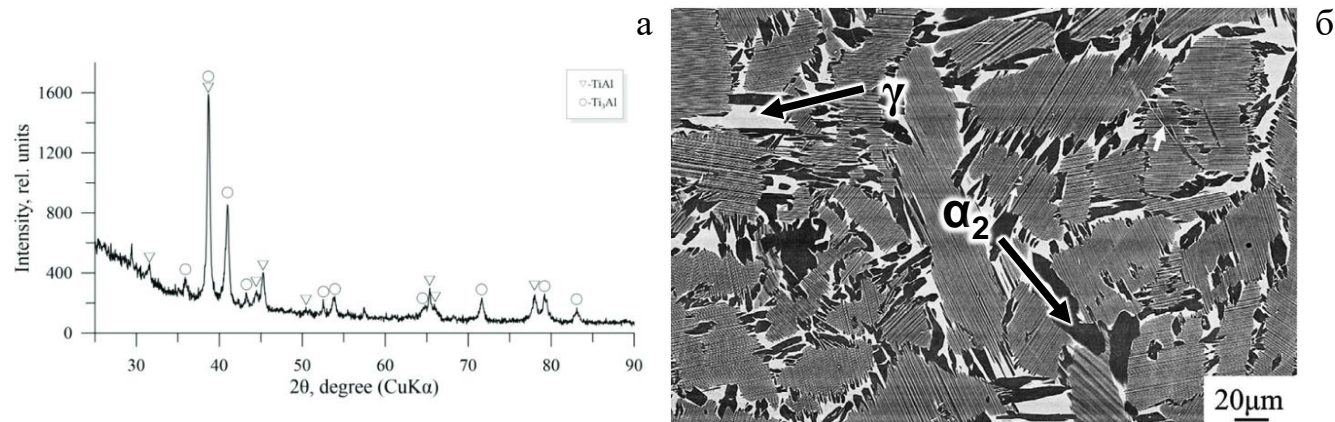 а
Intensity, rel. units
1600
1200
800
400
0
30
40
50
60
70
80
90
2θ, degree (CuKα)
▽-TiAl
○-Ti₃Al
б
γ
α₂
20μm